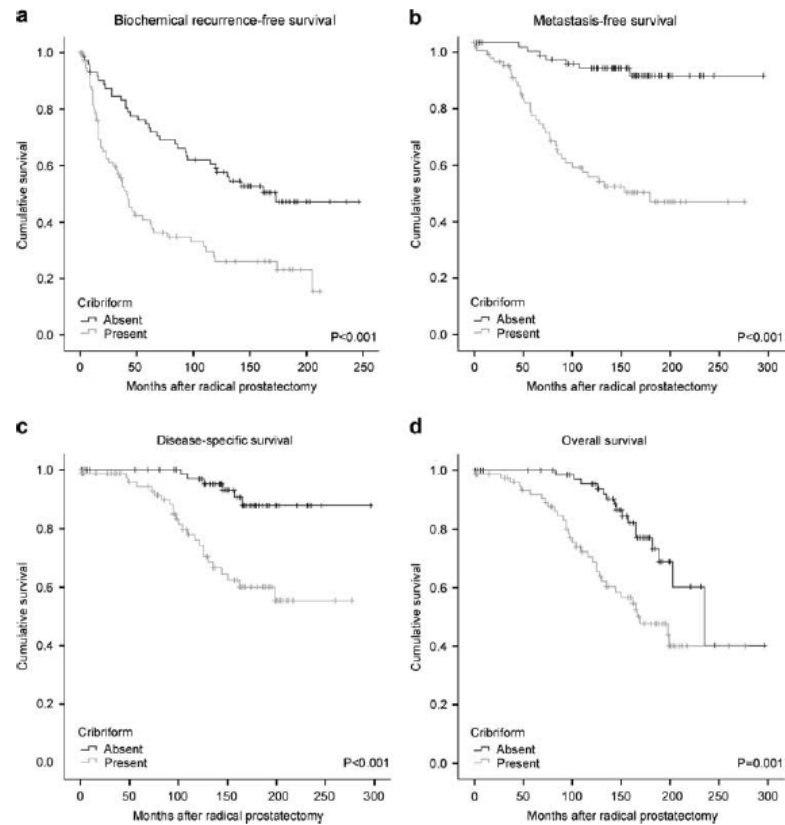 a
Biochemical recurrence-free survival
Cumulative survival
1.0
0.8
0.6
0.4
0.2
0.0
Cribriform
Absent
Present
P<0.001
0 50 100 150 200 250
Months after radical prostatectomy
b
Metastasis-free survival
Cumulative survival
1.0
0.8
0.6
0.4
0.2
0.0
Cribriform
Absent
Present
P<0.001
0 50 100 150 200 250 300
Months after radical prostatectomy
c
Disease-specific survival
Cumulative survival
1.0
0.8
0.6
0.4
0.2
0.0
Cribriform
Absent
Present
P<0.001
0 50 100 150 200 250 300
Months after radical prostatectomy
d
Overall survival
Cumulative survival
1.0
0.8
0.6
0.4
0.2
0.0
Cribriform
Absent
Present
P=0.001
0 50 100 150 200 250 300
Months after radical prostatectomy